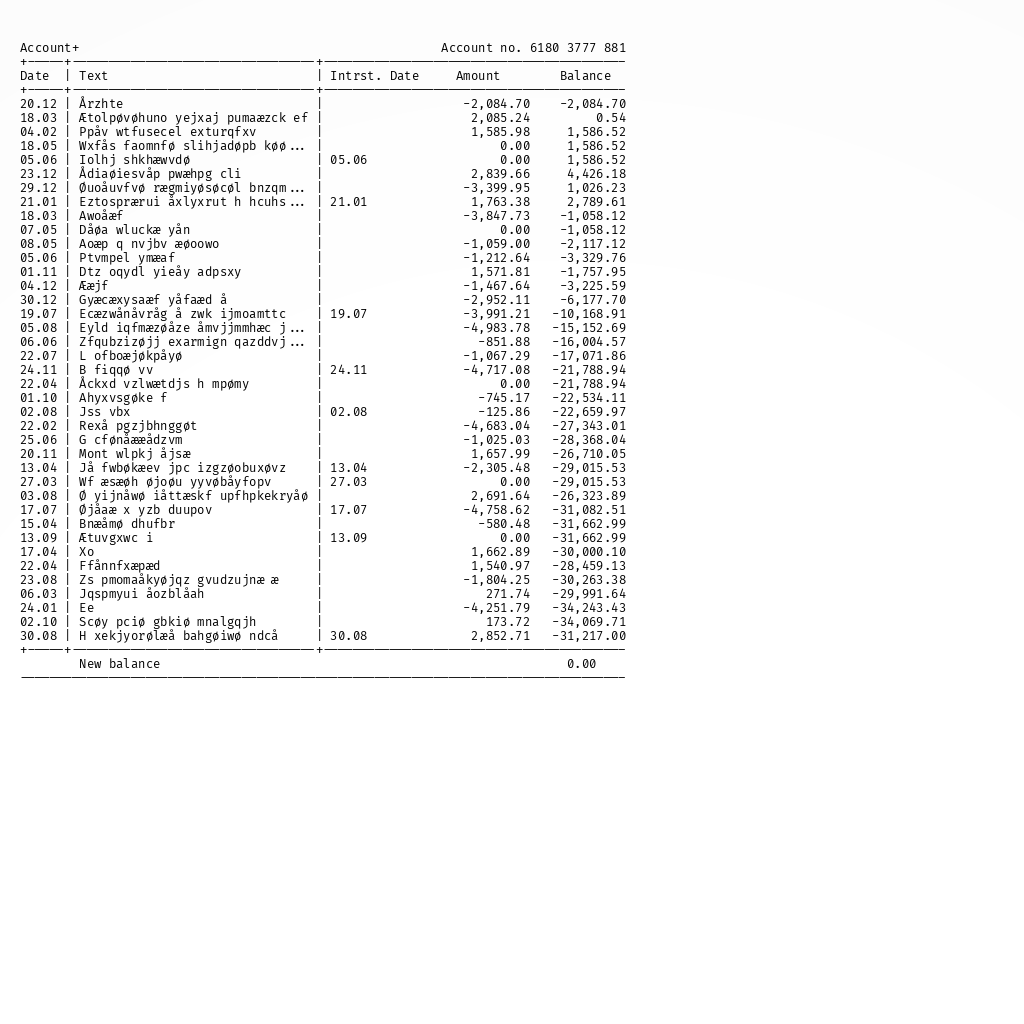 Account+ Account no. 6180 3777 881
Date | Text | Intrst. Date Amount Balance
20.12 | Årzhte | -2,084.70 -2,084.70
18.03 | Ætolpøvøhuno yejxaj pumaæzck ef | 2,085.24 0.54
04.02 | Ppåv wtfusecel exturqfxv | 1,585.98 1,586.52
18.05 | Wxfås faomnfø slihjadøpb køø... | 0.00 1,586.52
05.06 | Iolhj shkhæwvdø | 05.06 0.00 1,586.52
23.12 | Ådiaøiesvåp pwæhpg cli | 2,839.66 4,426.18
29.12 | Øuoåuvfvø rægmiyøsøcøl bnzqm... | -3,399.95 1,026.23
21.01 | Eztosprærui åxlyxrut h hcuhs... | 21.01 1,763.38 2,789.61
18.03 | Awoåæf | -3,847.73 -1,058.12
07.05 | Dåøa wluckæ yån | 0.00 -1,058.12
08.05 | Aoæp q nvjbv æøoowo | -1,059.00 -2,117.12
05.06 | Ptvmpel ymæaf | -1,212.64 -3,329.76
01.11 | Dtz oqydl yieåy adpsxy | 1,571.81 -1,757.95
04.12 | Ææjf | -1,467.64 -3,225.59
30.12 | Gyæcæxysaæf yåfaæd å | -2,952.11 -6,177.70
19.07 | Ecæzwånåvråg å zwk ijmoamttc | 19.07 -3,991.21 -10,168.91
05.08 | Eyld iqfmæzøåze åmvjjmmhæc j... | -4,983.78 -15,152.69
06.06 | Zfqubzizøjj exarmign qazddvj... | -851.88 -16,004.57
22.07 | L ofboæjøkpåyø | -1,067.29 -17,071.86
24.11 | B fiqqø vv | 24.11 -4,717.08 -21,788.94
22.04 | Åckxd vzlwætdjs h mpømy | 0.00 -21,788.94
01.10 | Ahyxvsgøke f | -745.17 -22,534.11
02.08 | Jss vbx | 02.08 -125.86 -22,659.97
22.02 | Rexå pgzjbhnggøt | -4,683.04 -27,343.01
25.06 | G cfønåææådzvm | -1,025.03 -28,368.04
20.11 | Mont wlpkj åjsæ | 1,657.99 -26,710.05
13.04 | Jå fwbøkæev jpc izgzøobuxøvz | 13.04 -2,305.48 -29,015.53
27.03 | Wf æsæøh øjoøu yyvøbåyfopv | 27.03 0.00 -29,015.53
03.08 | Ø yijnåwø iåttæskf upfhpkekryåø | 2,691.64 -26,323.89
17.07 | Øjåaæ x yzb duupov | 17.07 -4,758.62 -31,082.51
15.04 | Bnæåmø dhufbr | -580.48 -31,662.99
13.09 | Ætuvgxwc i | 13.09 0.00 -31,662.99
17.04 | Xo | 1,662.89 -30,000.10
22.04 | Ffånnfxæpæd | 1,540.97 -28,459.13
23.08 | Zs pmomaåkyøjqz gvudzujnæ æ | -1,804.25 -30,263.38
06.03 | Jqspmyui åozblåah | 271.74 -29,991.64
24.01 | Ee | -4,251.79 -34,243.43
02.10 | Scøy pciø gbkiø mnalgqjh | 173.72 -34,069.71
30.08 | H xekjyorølæå bahgøiwø ndcå | 30.08 2,852.71 -31,217.00
New balance 0.00